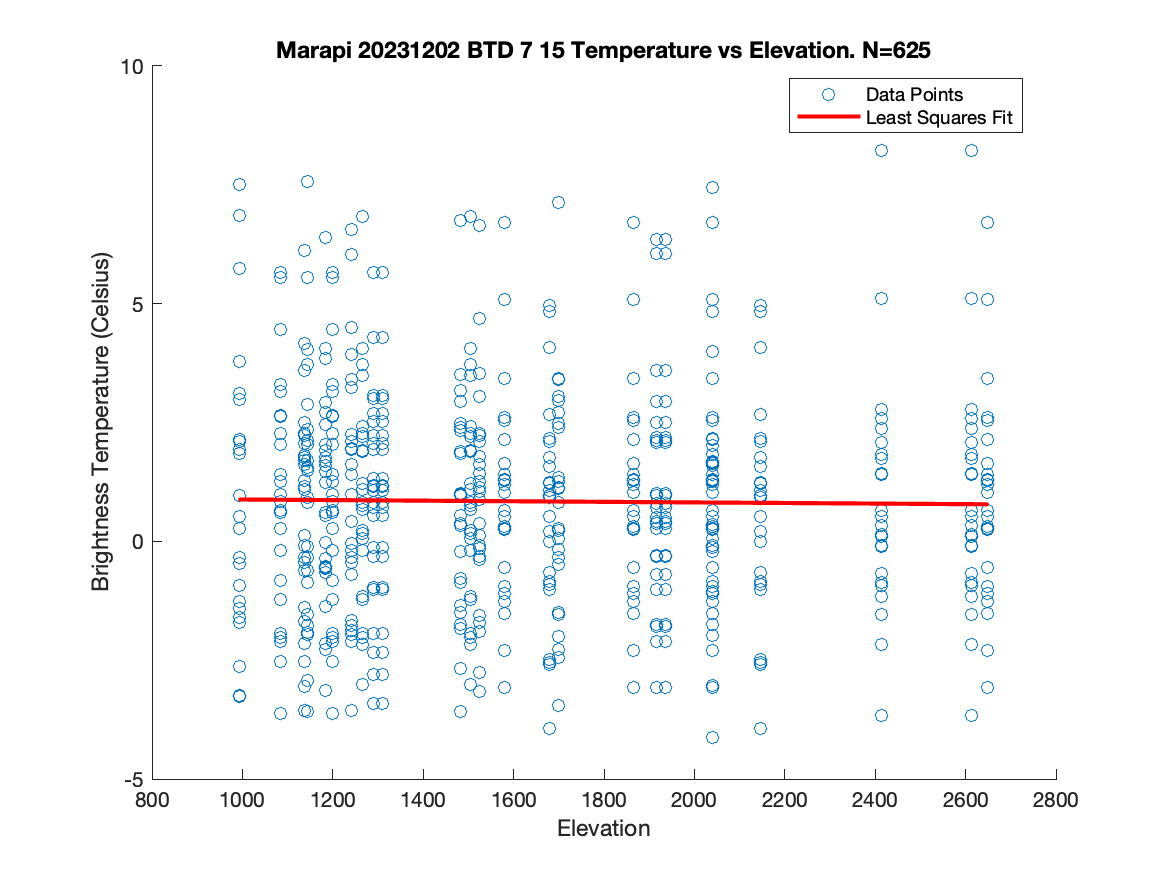 Marapi 20231202 BTD 7 15 Temperature vs Elevation. N=625
Data Points
Least Squares Fit
10
5
0
-5
Brightness Temperature (Celsius)
800 1000 1200 1400 1600 1800 2000 2200 2400 2600 2800
Elevation